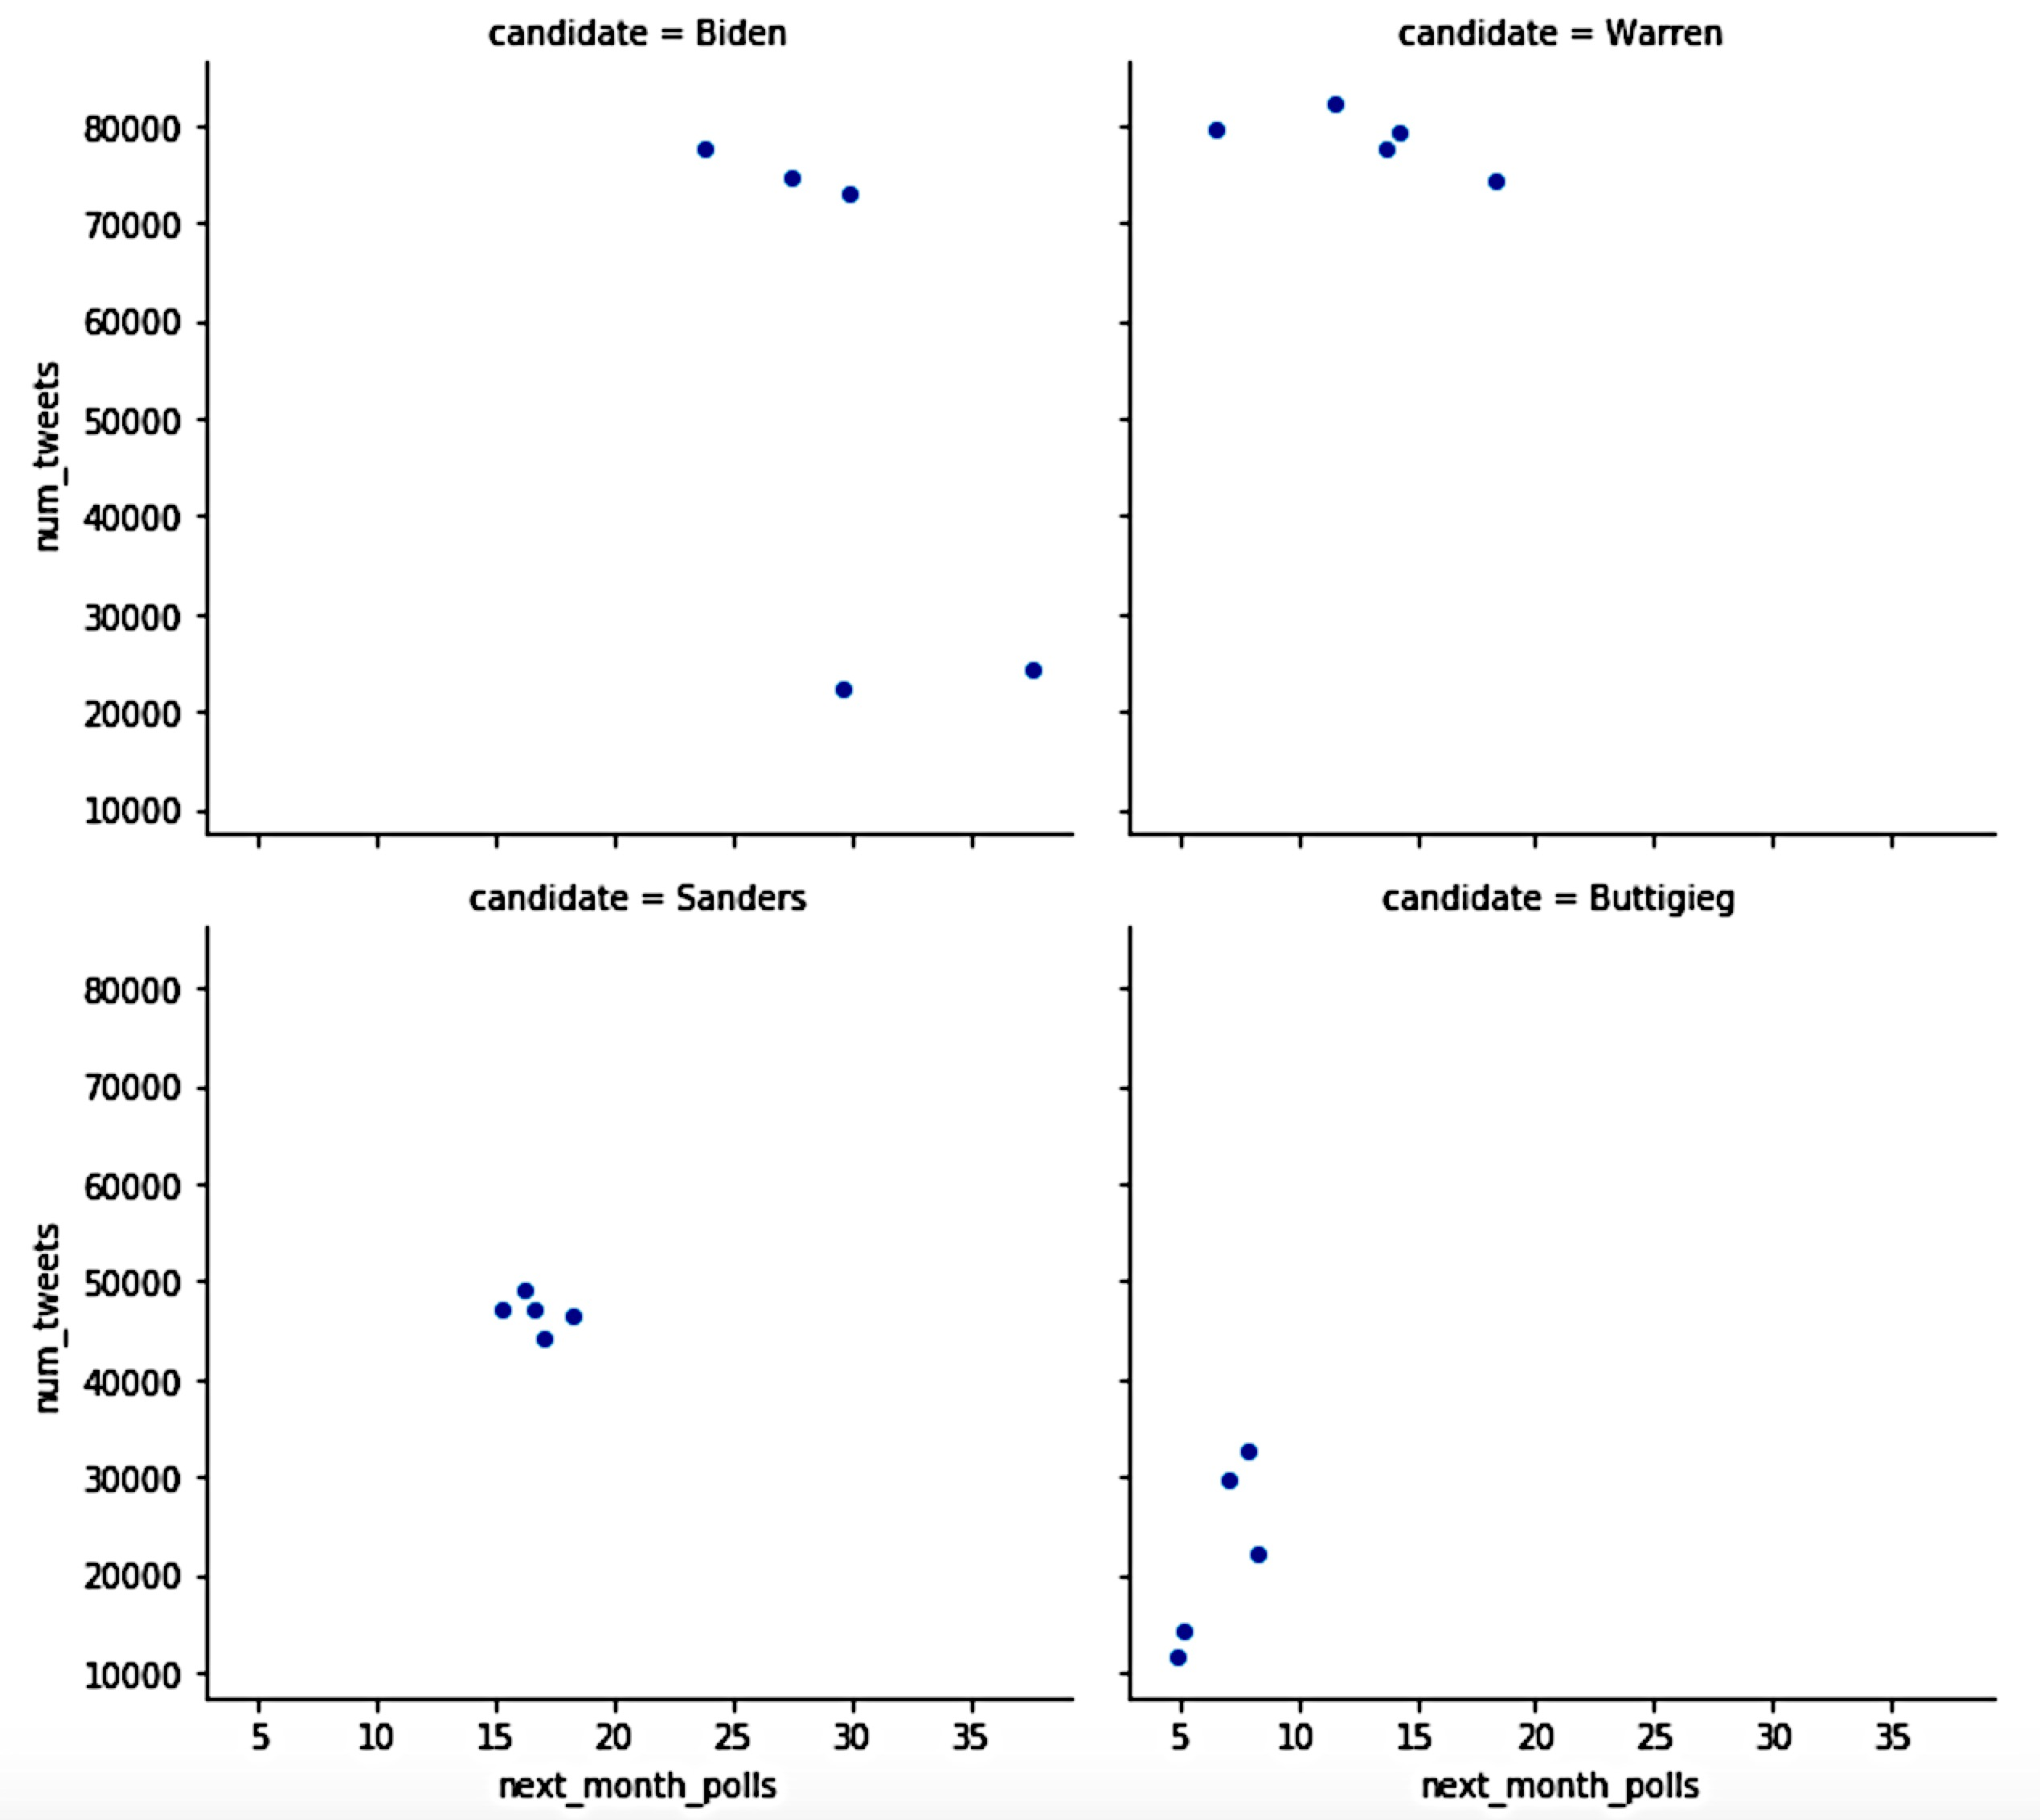 candidate = Biden
candidate = Warren
80000
70000
60000
50000
40000
30000
20000
10000
num_tweets
candidate = Sanders
candidate = Buttigieg
80000
70000
60000
50000
40000
30000
20000
10000
num_tweets
5 10 15 20 25 30 35
5 10 15 20 25 30 35
next_month_polls
next_month_polls